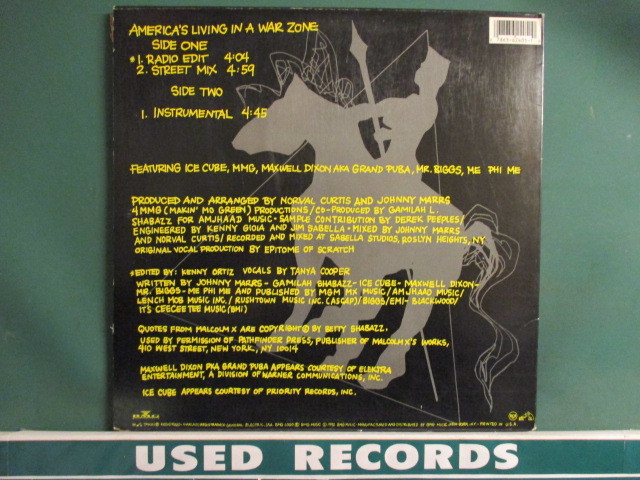 AMERICA'S LIVING IN A WAR ZONE
SIDE ONE
*1. RADIO EDIT 4:04
2. STREET MIX 4:59
SIDE TWO
1. INSTRUMENTAL 4:45
FEATURING ICE CUBE, MMG, MAXWELL DIXON AKA GRAND PUBA, MR. BIGGS, ME PHI ME
PRODUCED AND ARRANGED BY NORVAL CURTIS AND JOHNNY MARRS
4 MMG (MAKIN' MO GREEN) PRODUCTIONS/CO-PRODUCED BY GAMILAH L.
SHABAZZ FOR AMJHAAD MUSIC • SAMPLE CONTRIBUTION BY DEREK PEEPLES/
ENGINEERED BY KENNY GIOIA AND JIM SABELLA • MIXED BY JOHNNY MARRS
AND NORVAL CURTIS/RECORDED AND MIXED AT SABELLA STUDIOS, ROSLYN HEIGHTS, NY
ORIGINAL VOCAL PRODUCTION BY EPITOME OF SCRATCH
*EDITED BY: KENNY ORTIZ VOCALS BY TANYA COOPER
WRITTEN BY JOHNNY MARRS - GAMILAH SHABAZZ - ICE CUBE - MAXWELL DIXON-
MR. BIGGS - ME PHI ME AND PUBLISHED BY MGM MX MUSIC/AMJHAAD MUSIC/
LENCH MOB MUSIC INC./RUSHTOWN MUSIC INC. (ASCAP)/BIGGS/EMI-BLACKWOOD/
IT'S CEECEETEE MUSIC (BMI)
QUOTES FROM MALCOLM X ARE COPYRIGHT © BY BETTY SHABAZZ.
USED BY PERMISSION OF PATHFINDER PRESS, PUBLISHER OF MALCOLM X'S WORKS,
410 WEST STREET, NEW YORK, NY 10014
MAXWELL DIXON PKA GRAND PUBA APPEARS COURTESY OF ELEKTRA
ENTERTAINMENT, A DIVISION OF WARNER COMMUNICATIONS, INC.
ICE CUBE APPEARS COURTESY OF PRIORITY RECORDS, INC.
BMG
PRINTED IN U.S.A.
USED RECORDS